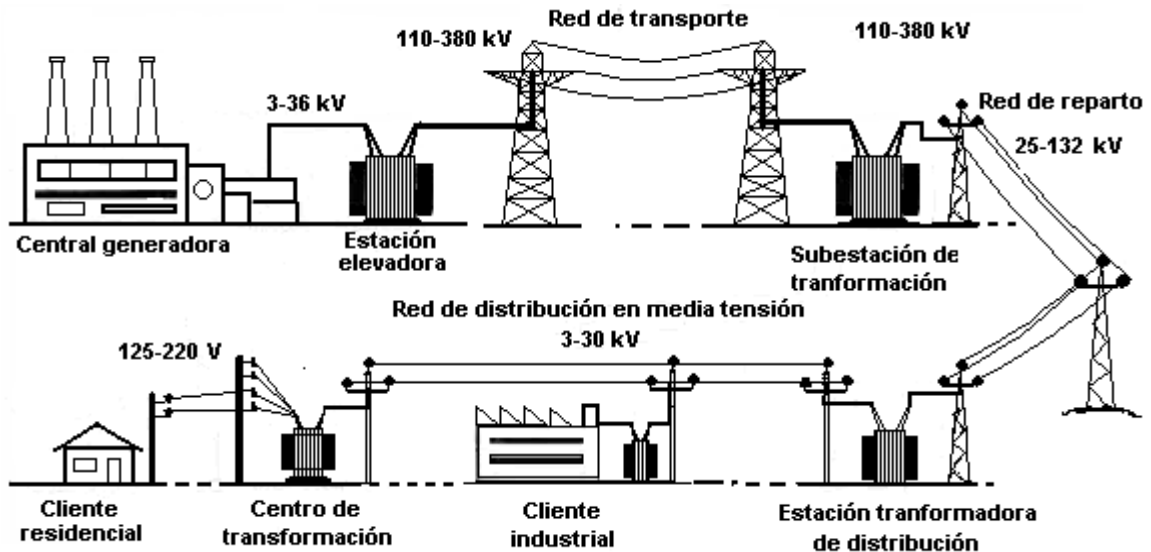 Red de transporte
110-380 kV
110-380 kV
3-36 kV
Red de reparto
25-132 kV
Central generadora
Estación
elevadora
Subestación de
tranformación
Red de distribución en media tensión
3-30 kV
125-220 V
Cliente
residencial
Centro de
transformación
Cliente
industrial
Estación tranformadora
de distribución